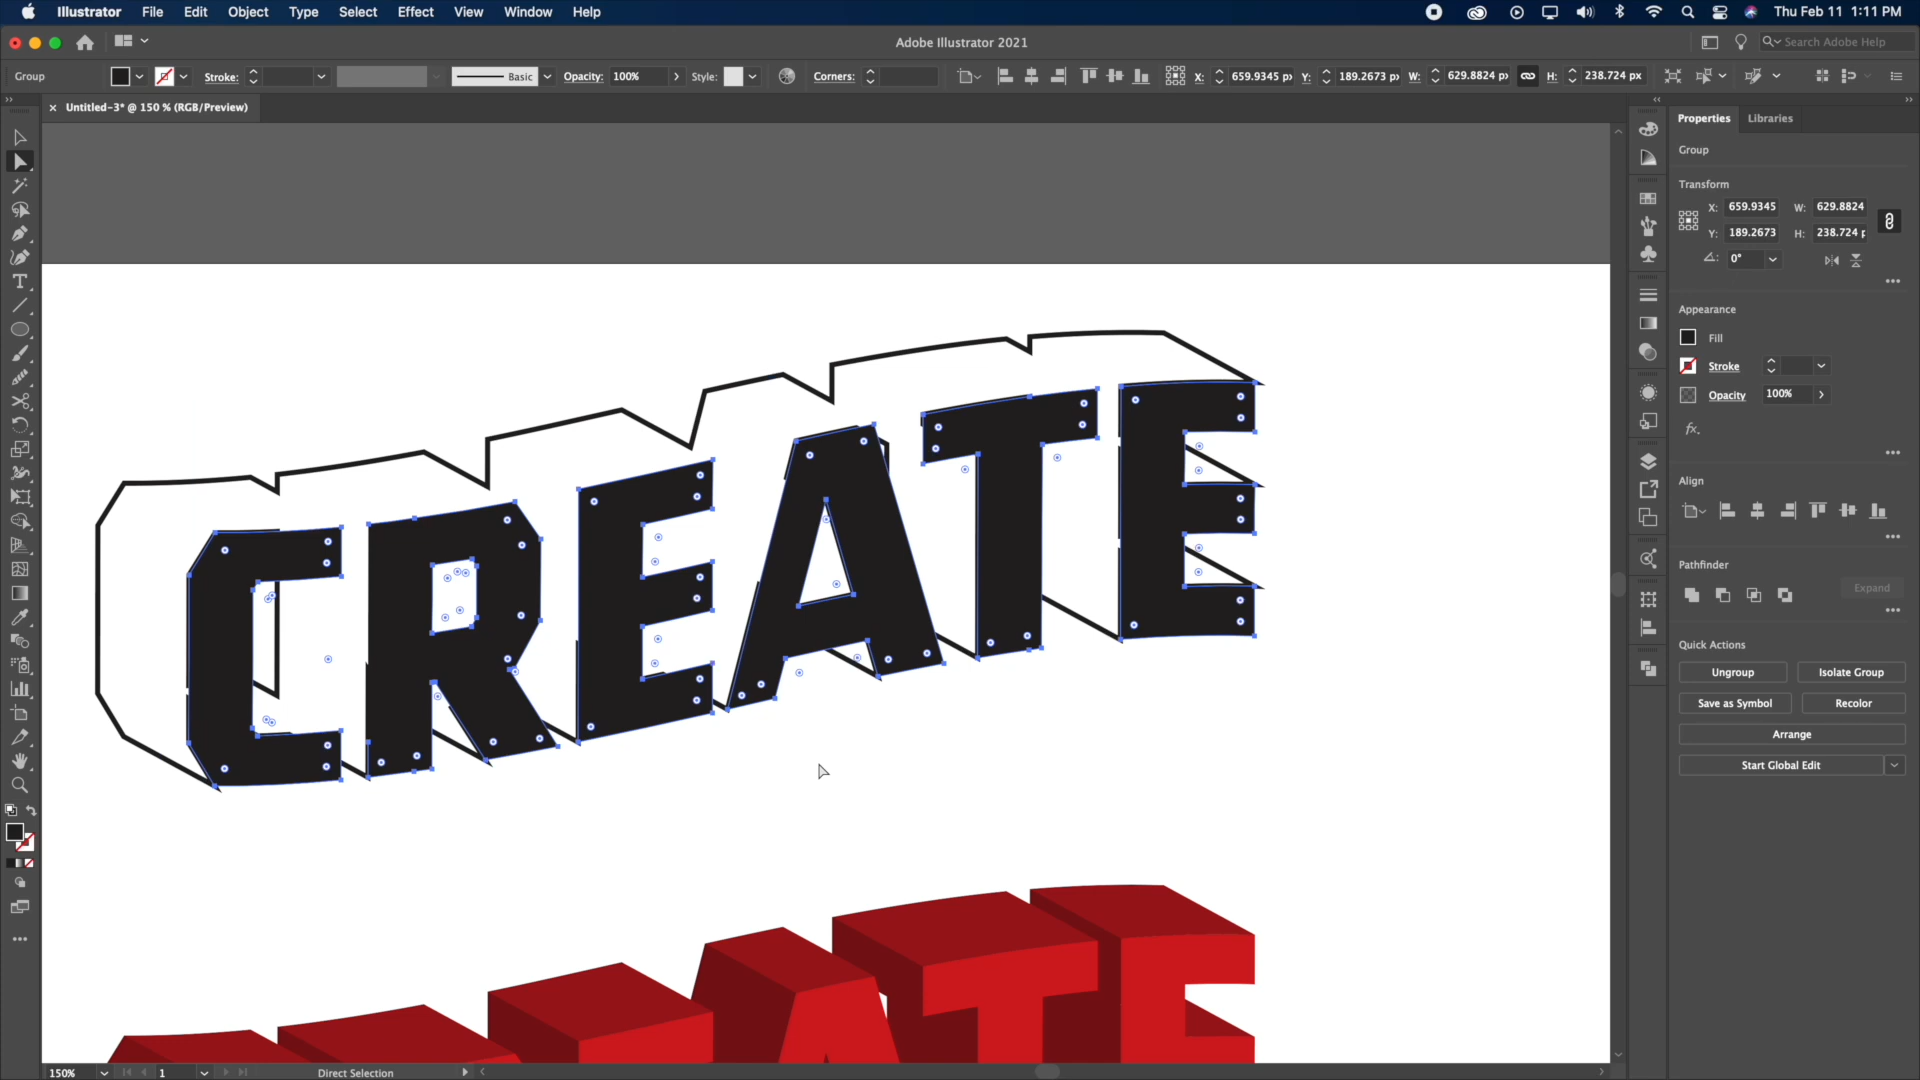 Illustrator File Edit Object Type Select Effect View Window Help
Thu Feb 11 1:11 PM
Adobe Illustrator 2021
Search Adobe Help
Group
Stroke:
Basic
Opacity: 100%
Style:
Corners:
X: 659.9345 px
Y: 189.2673 px
W: 629.8824 px
H: 238.724 px
× Untitled-3* @ 150 % (RGB/Preview)
Properties Libraries
Group
Transform
X: 659.9345 W: 629.8824
Y: 189.2673 H: 238.724 p
0°
Appearance
Fill
Stroke
Opacity 100%
fx.
Align
Pathfinder
Expand
Quick Actions
Ungroup Isolate Group
Save as Symbol Recolor
Arrange
Start Global Edit
CREATE
CREATE
150% 1 Direct Selection